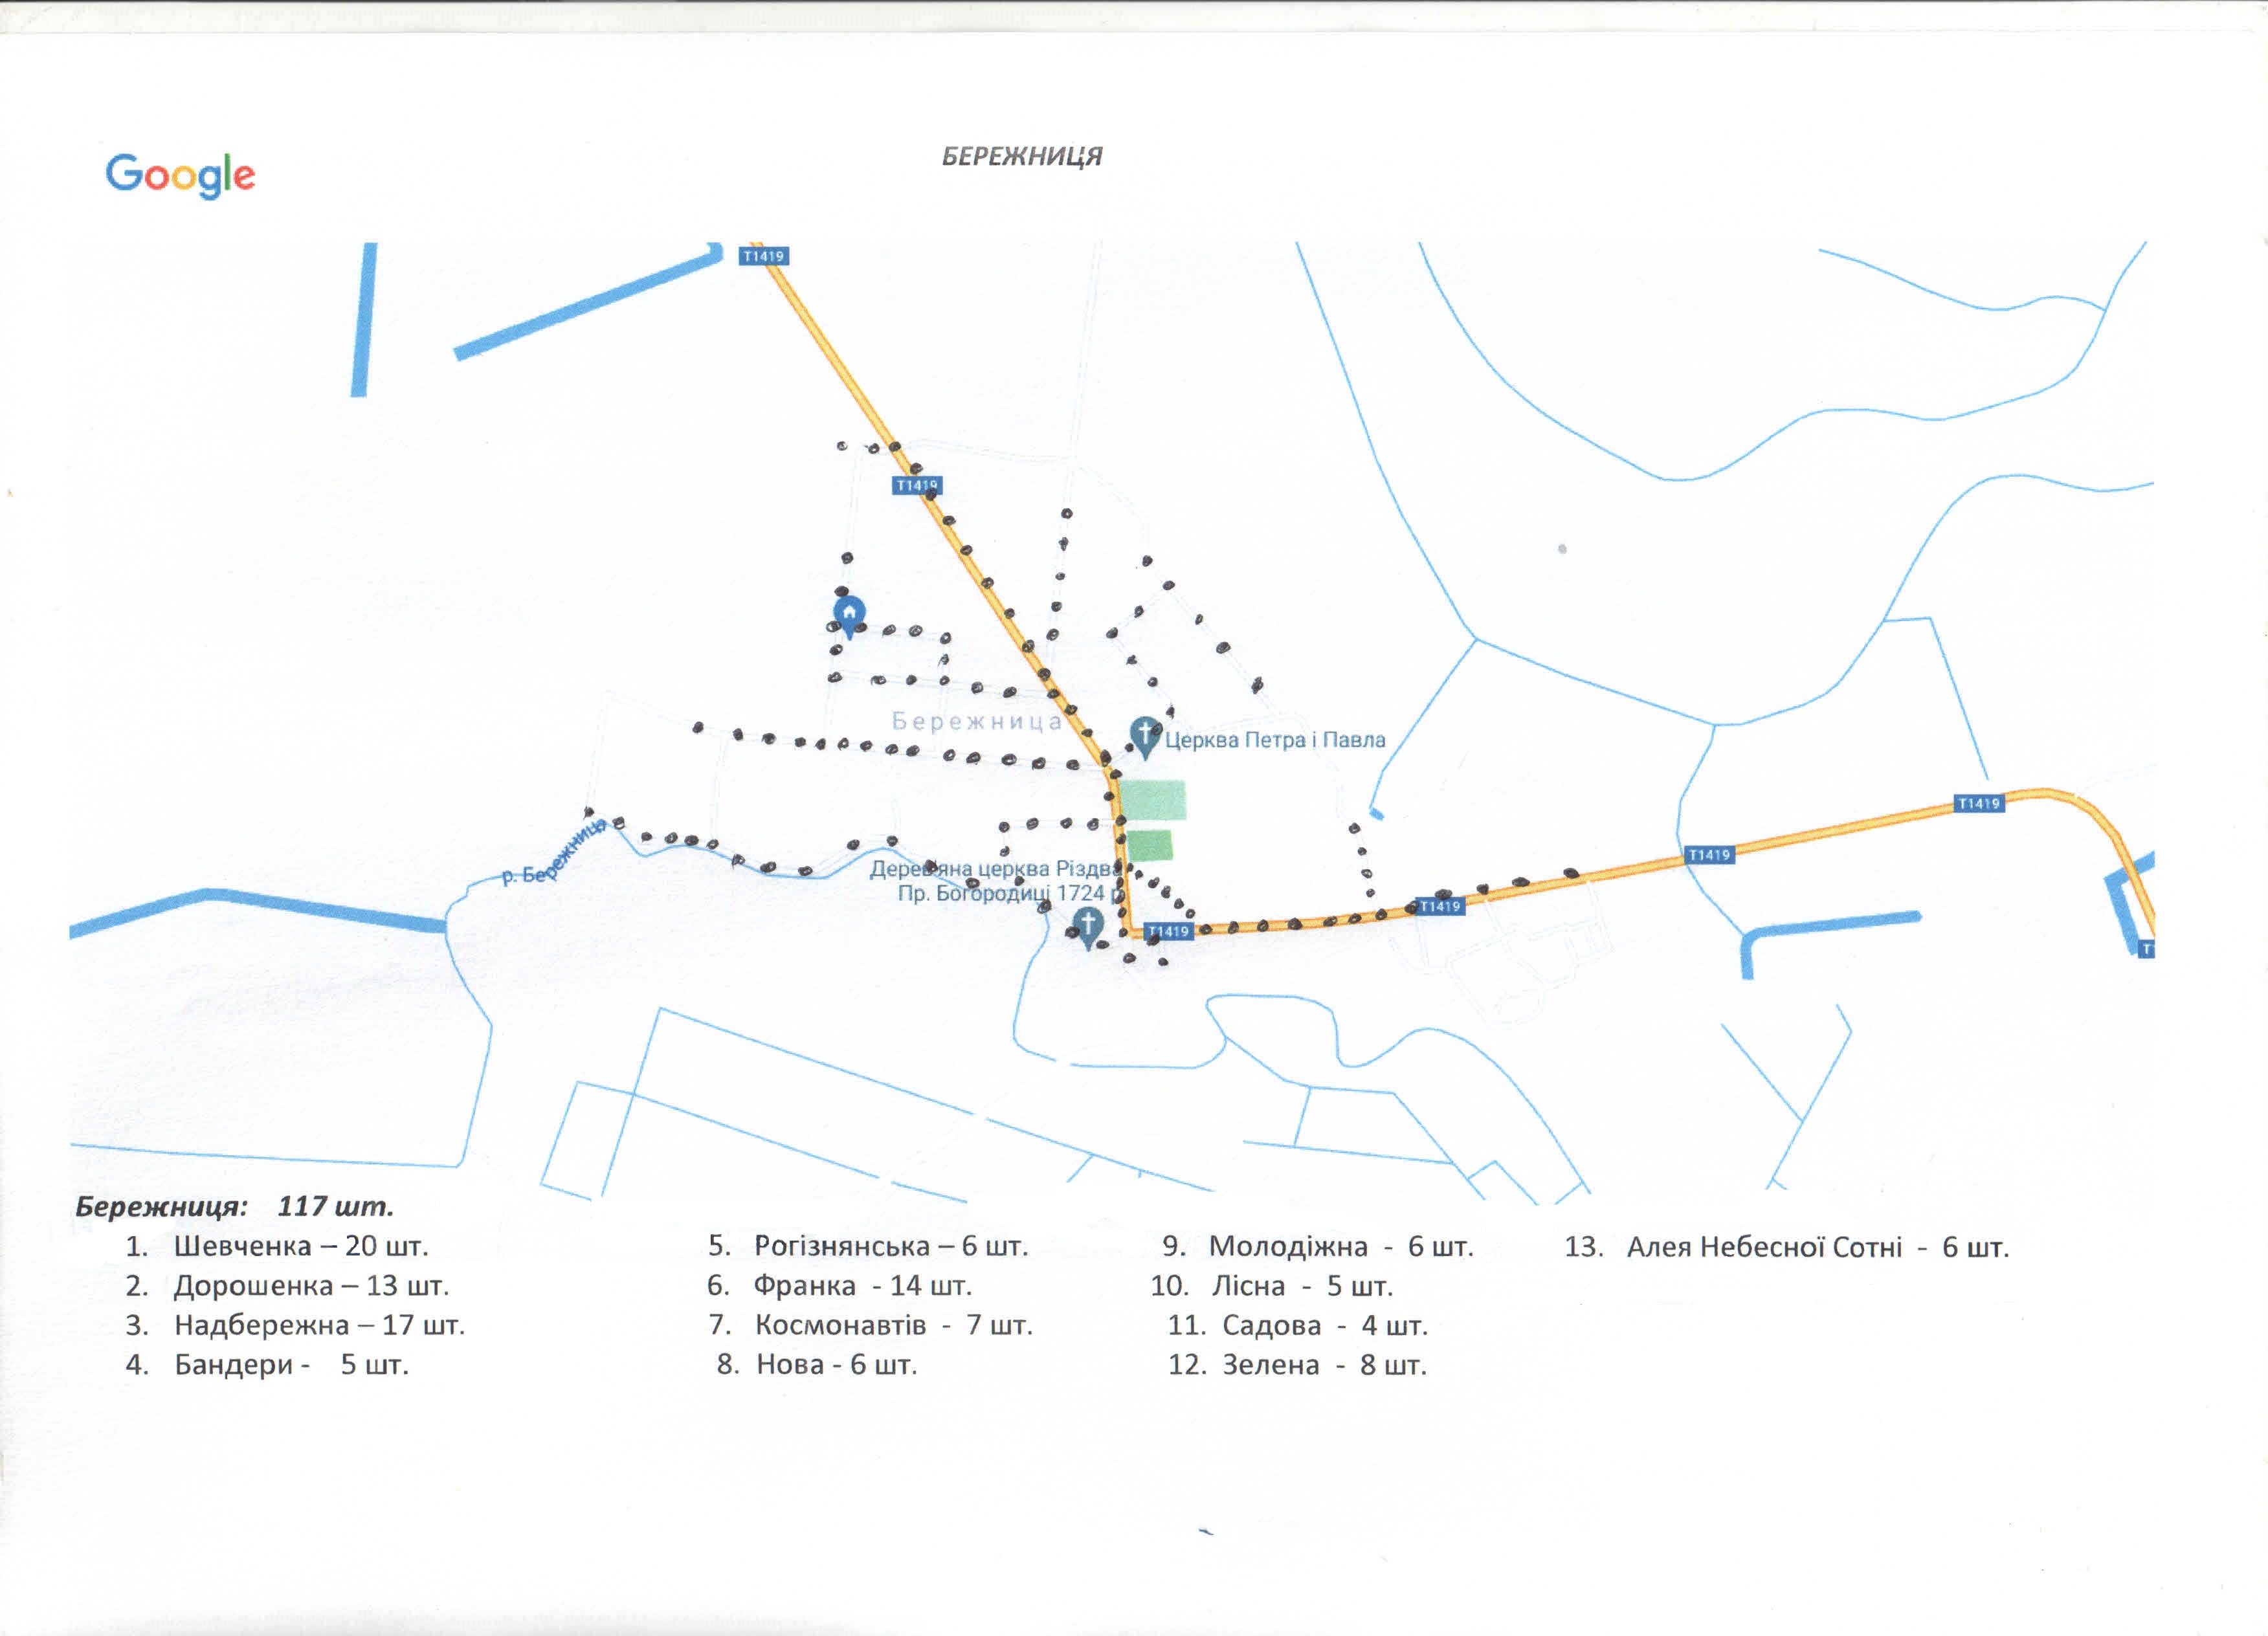 БЕРЕЖНИЦЯ
Google
T1419
T1419
Бережница
Церква Петра і Павла
T1419
T1419
р. Бережниця
Дерев'яна церква Різдва
Пр. Богородиці 1724 р
T1419
T1419
Бережниця: 117 шт.
1. Шевченка – 20 шт.
2. Дорошенка – 13 шт.
3. Надбережна – 17 шт.
4. Бандери - 5 шт.
5. Рогізнянська – 6 шт.
6. Франка - 14 шт.
7. Космонавтів - 7 шт.
8. Нова - 6 шт.
9. Молодіжна - 6 шт.
10. Лісна - 5 шт.
11. Садова - 4 шт.
12. Зелена - 8 шт.
13. Алея Небесної Сотні - 6 шт.